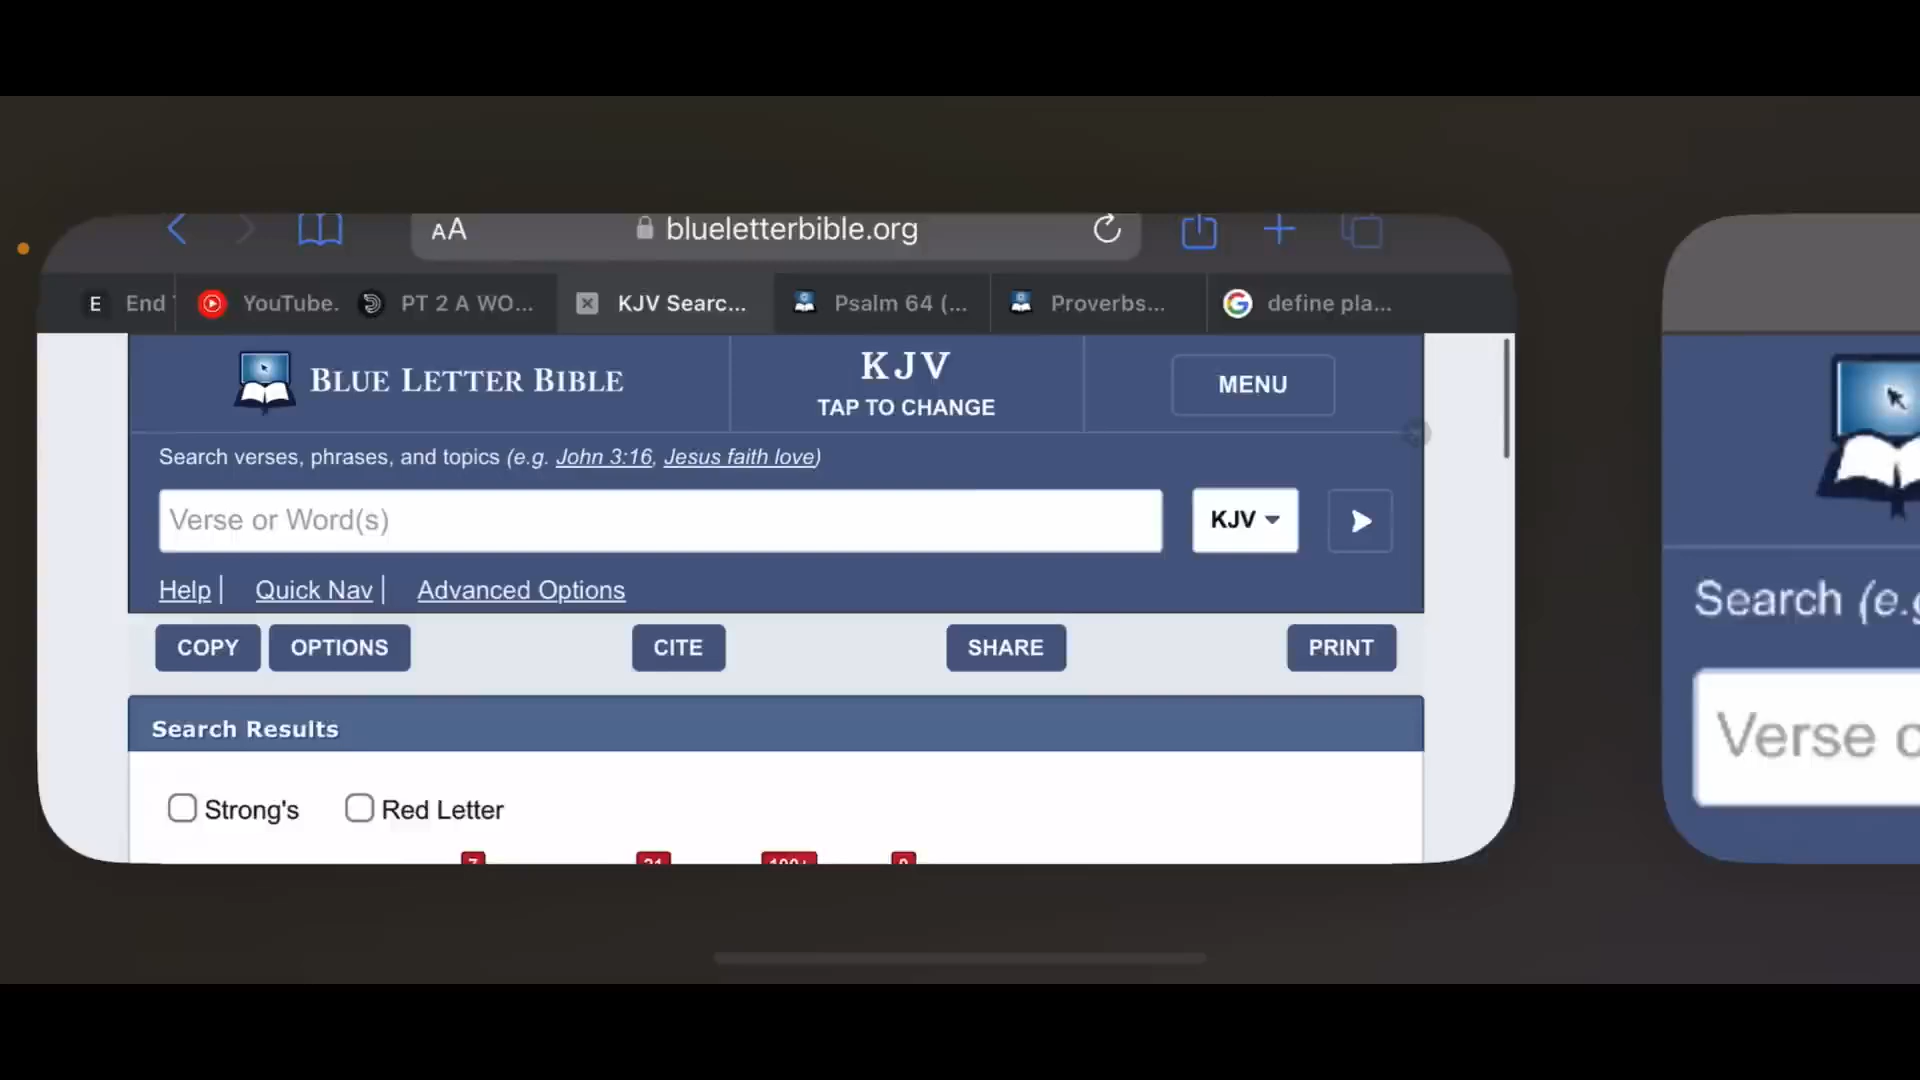 AA blueletterbible.org
E End YouTube. PT 2 A WO... KJV Searc... Psalm 64 (... Proverbs... define pla...
BLUE LETTER BIBLE
KJV
TAP TO CHANGE
MENU
Search verses, phrases, and topics (e.g. John 3:16, Jesus faith love)
Verse or Word(s)
KJV
Help | Quick Nav | Advanced Options
COPY OPTIONS CITE SHARE PRINT
Search Results
Strong's Red Letter
Search (e.g
Verse o